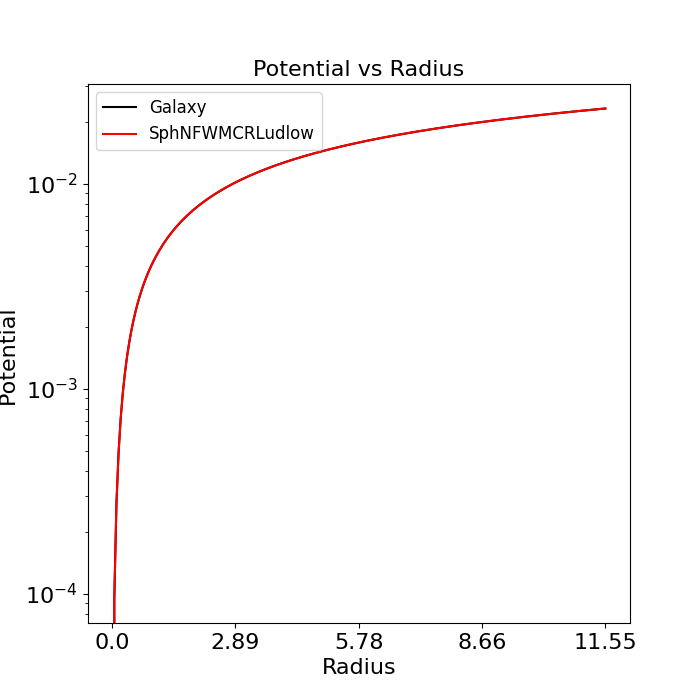 Potential vs Radius
Galaxy
SphNFWMCRLudlow
10⁻²
10⁻³
10⁻⁴
Potential
0.0 2.89 5.78 8.66 11.55
Radius